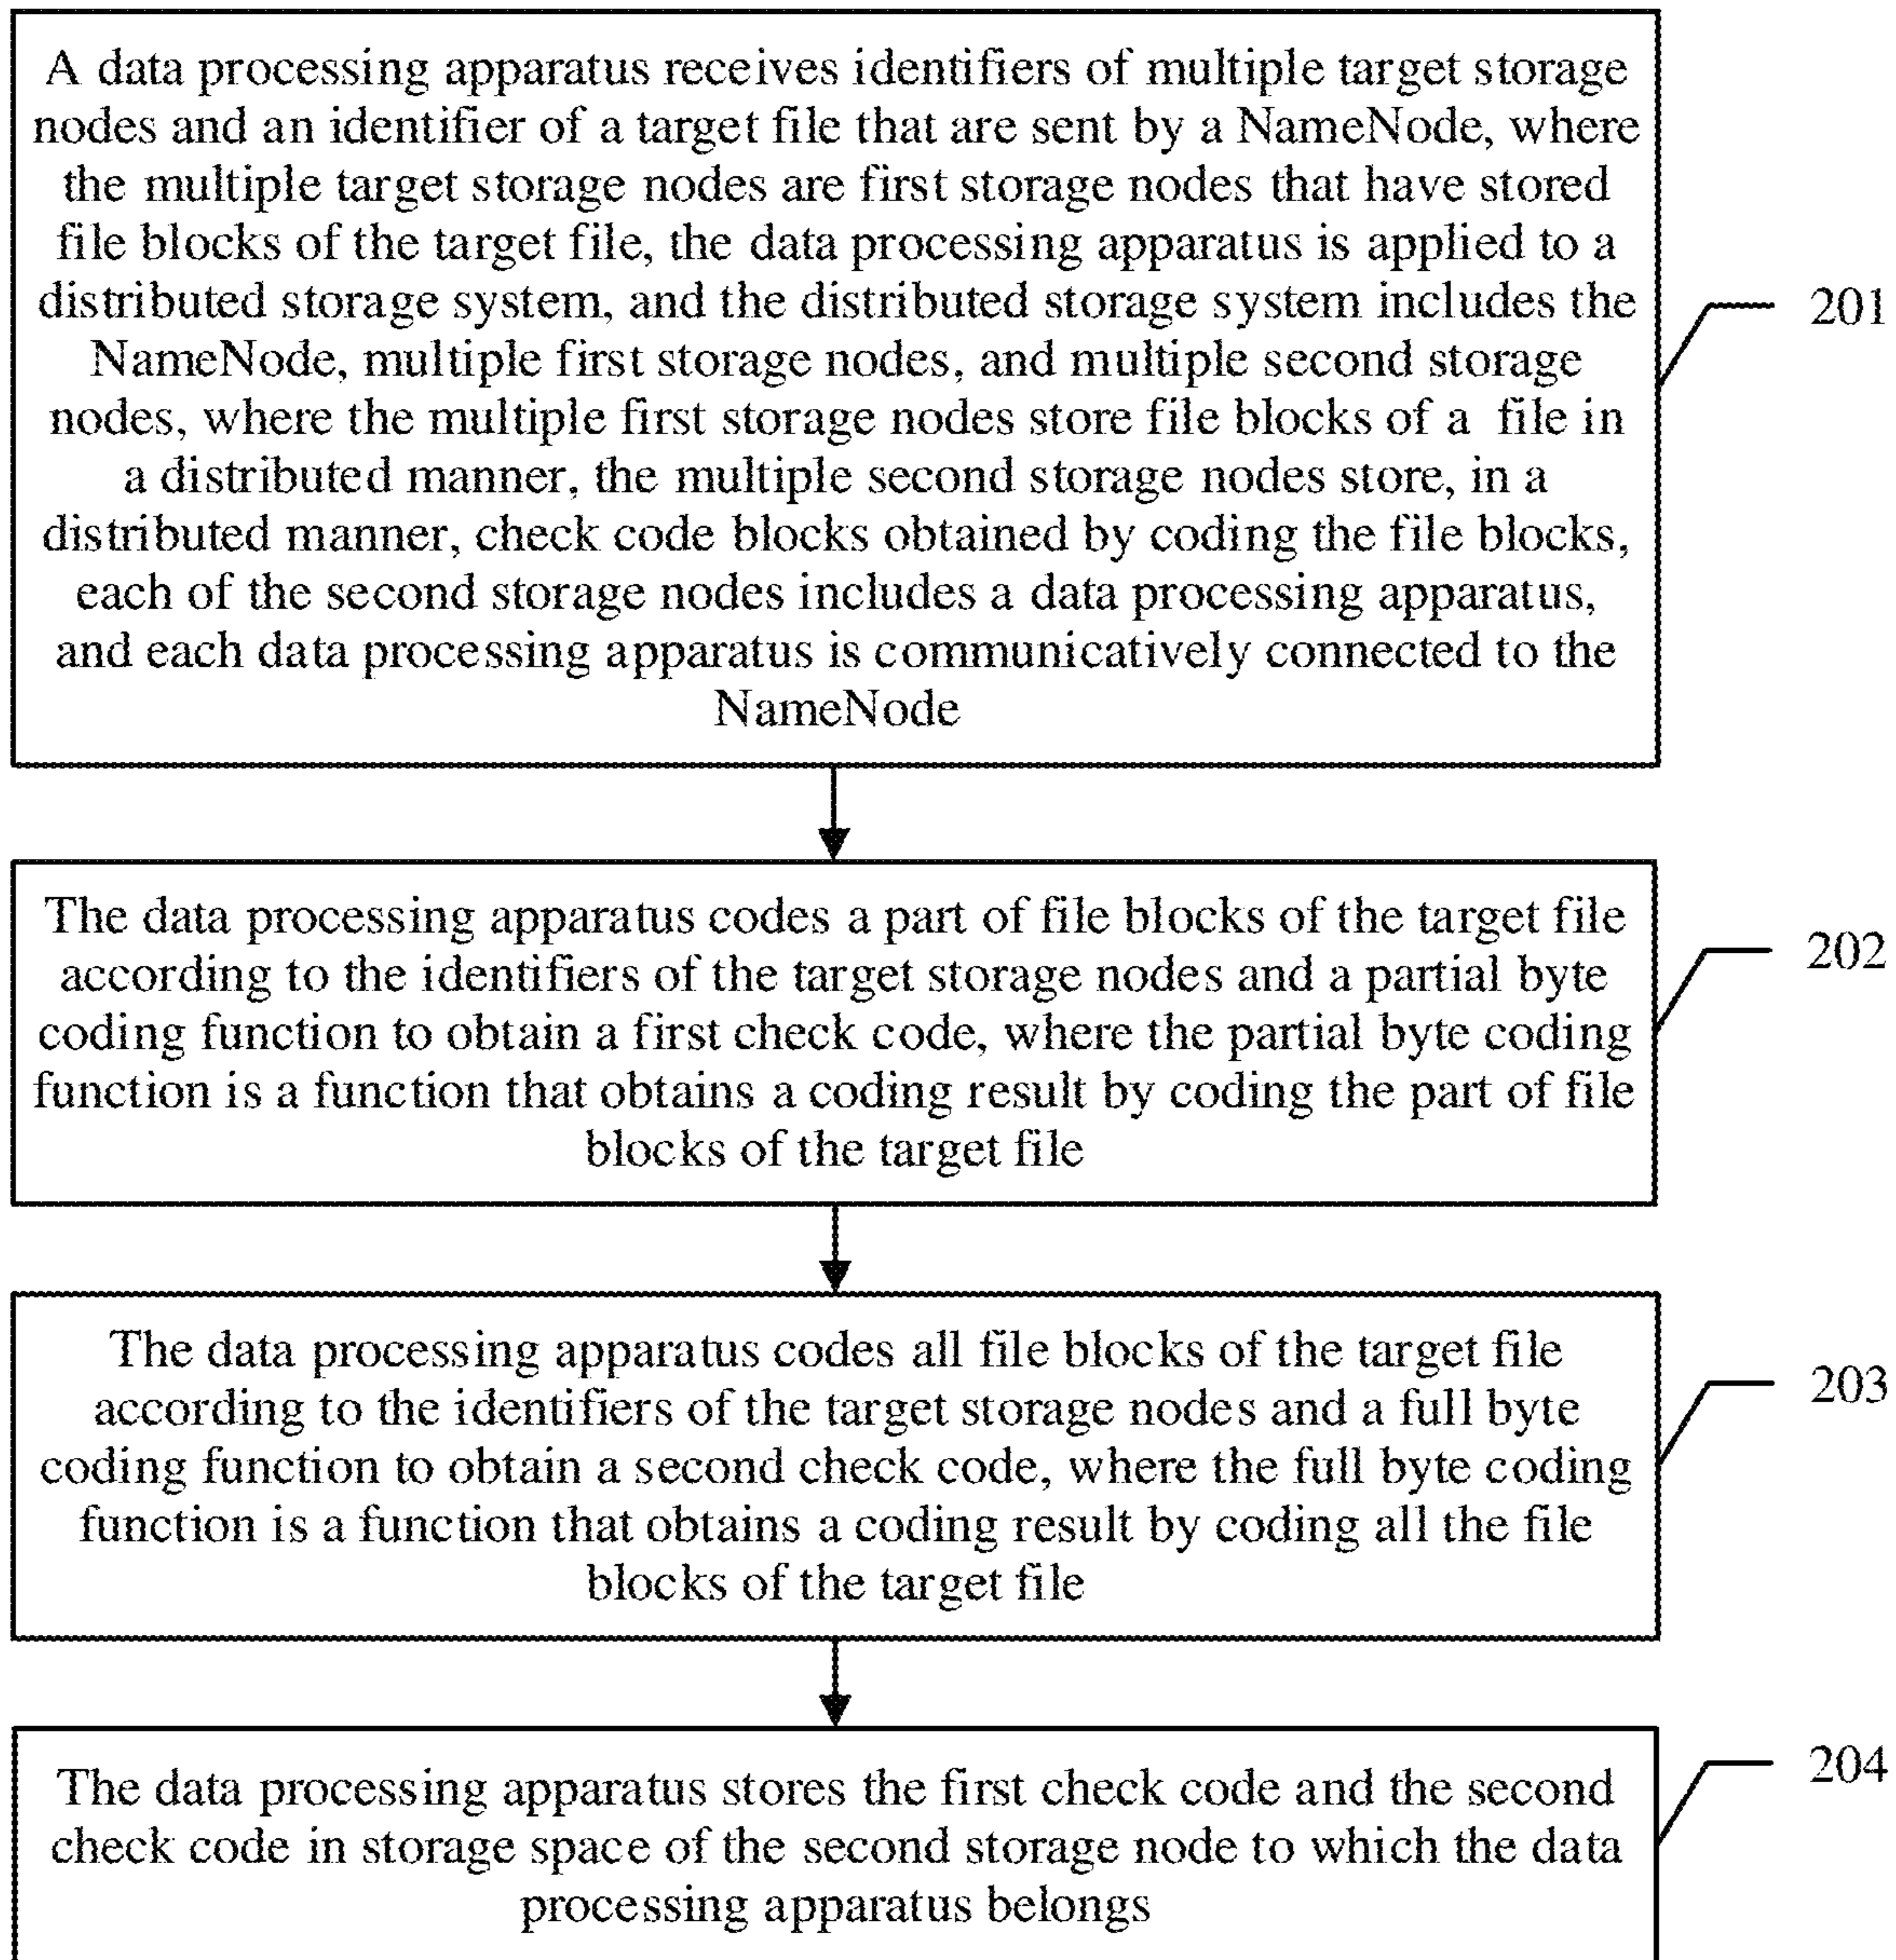 A data processing apparatus receives identifiers of multiple target storage
nodes and an identifier of a target file that are sent by a NameNode, where
the multiple target storage nodes are first storage nodes that have stored
file blocks of the target file, the data processing apparatus is applied to a
distributed storage system, and the distributed storage system includes the
NameNode, multiple first storage nodes, and multiple second storage
nodes, where the multiple first storage nodes store file blocks of a file in
a distributed manner, the multiple second storage nodes store, in a
distributed manner, check code blocks obtained by coding the file blocks,
each of the second storage nodes includes a data processing apparatus,
and each data processing apparatus is communicatively connected to the
NameNode
201
The data processing apparatus codes a part of file blocks of the target file
according to the identifiers of the target storage nodes and a partial byte
coding function to obtain a first check code, where the partial byte coding
function is a function that obtains a coding result by coding the part of file
blocks of the target file
202
The data processing apparatus codes all file blocks of the target file
according to the identifiers of the target storage nodes and a full byte
coding function to obtain a second check code, where the full byte coding
function is a function that obtains a coding result by coding all the file
blocks of the target file
203
The data processing apparatus stores the first check code and the second
check code in storage space of the second storage node to which the data
processing apparatus belongs
204